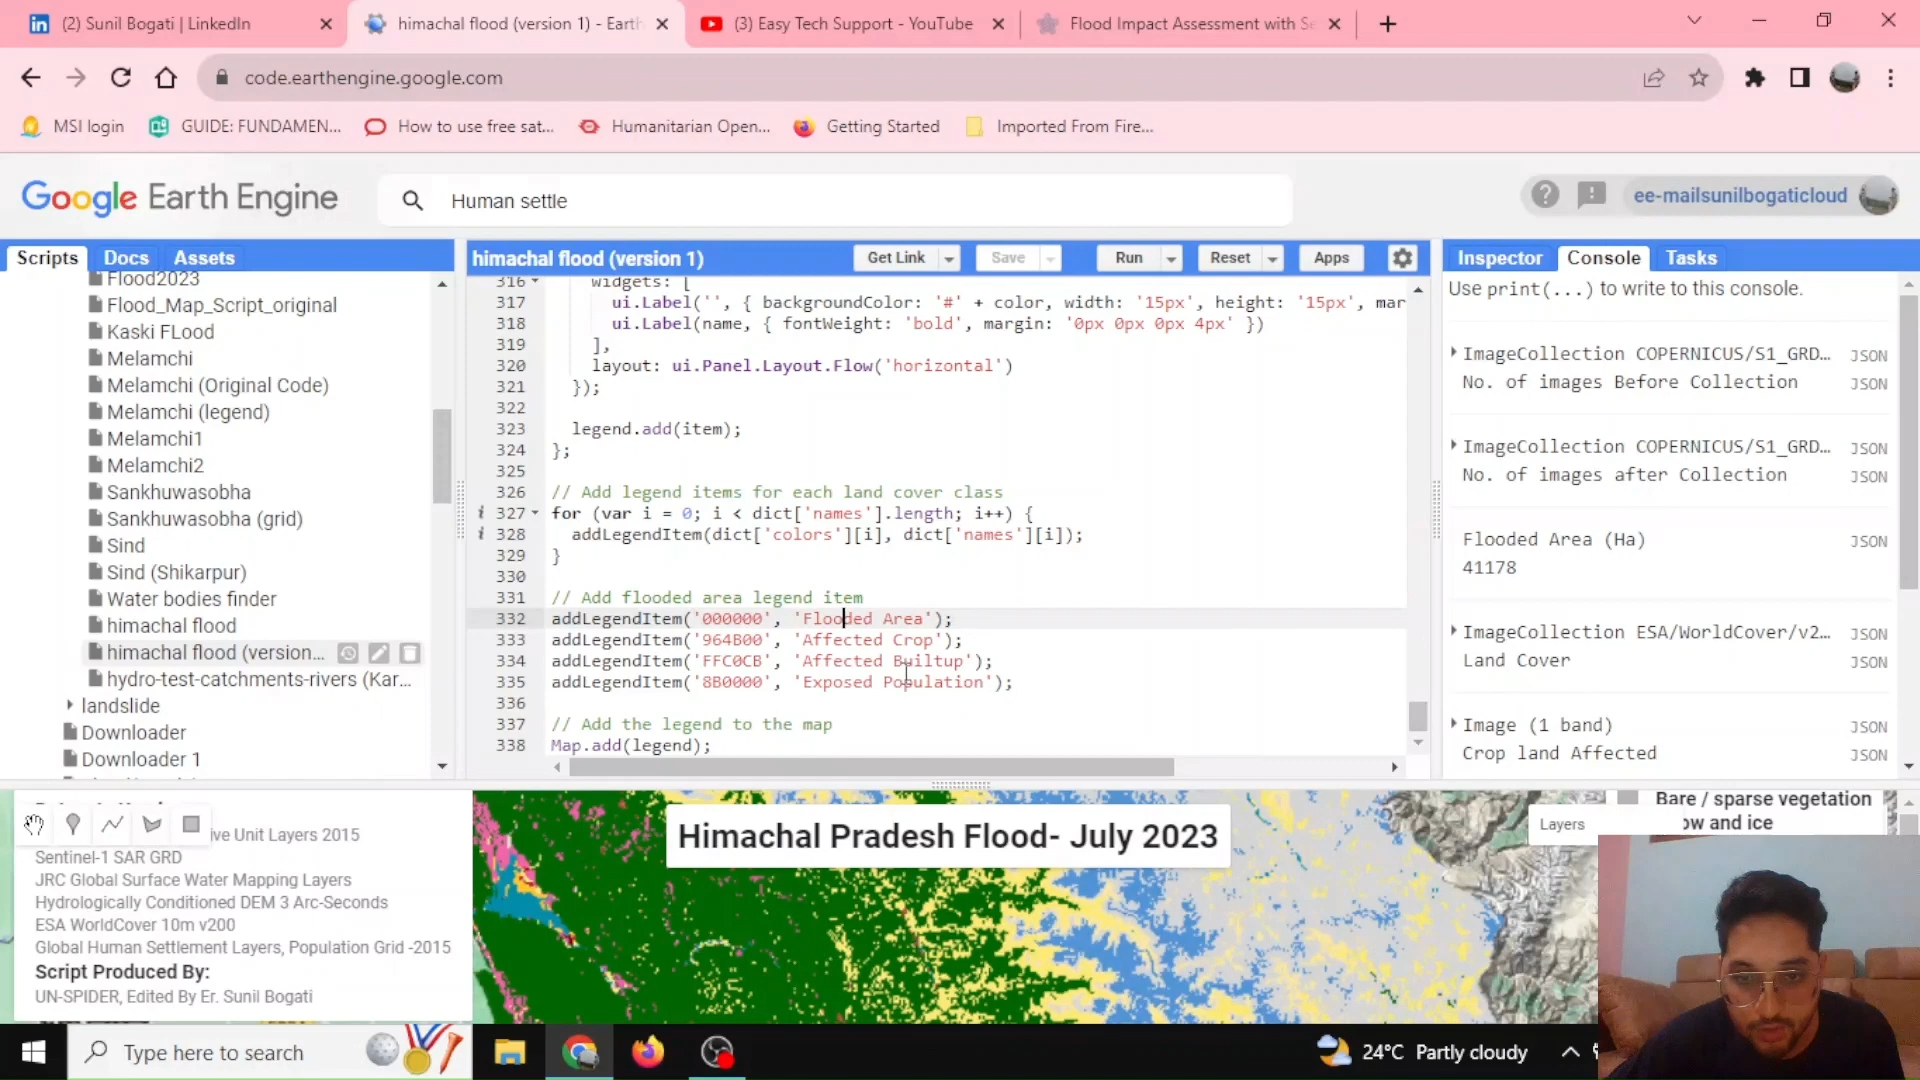 (2) Sunil Bogati | LinkedIn
himachal flood (version 1) - Earth
(3) Easy Tech Support - YouTube
Flood Impact Assessment with Se
code.earthengine.google.com
MSI login
GUIDE: FUNDAMEN...
How to use free sat...
Humanitarian Open...
Getting Started
Imported From Fire...
Google Earth Engine
Human settle
ee-mailsunilbogaticloud
Scripts Docs Assets
himachal flood (version 1)
Get Link Save Run Reset Apps
Inspector Console Tasks
Flood2023
Flood_Map_Script_original
Kaski FLood
Melamchi
Melamchi (Original Code)
Melamchi (legend)
Melamchi1
Melamchi2
Sankhuwasobha
Sankhuwasobha (grid)
Sind
Sind (Shikarpur)
Water bodies finder
himachal flood
himachal flood (version...
hydro-test-catchments-rivers (Kar...
landslide
Downloader
Downloader 1
316 widgets: [
317 ui.Label('', { backgroundColor: '#' + color, width: '15px', height: '15px', mar
318 ui.Label(name, { fontWeight: 'bold', margin: '0px 0px 0px 4px' })
319 ],
320 layout: ui.Panel.Layout.Flow('horizontal')
321 });
322
323 legend.add(item);
324 };
325
326 // Add legend items for each land cover class
327 for (var i = 0; i < dict['names'].length; i++) {
328 addLegendItem(dict['colors'][i], dict['names'][i]);
329 }
330
331 // Add flooded area legend item
332 addLegendItem('000000', 'Flooded Area');
333 addLegendItem('964B00', 'Affected Crop');
334 addLegendItem('FFC0CB', 'Affected Builtup');
335 addLegendItem('8B0000', 'Exposed Population');
336
337 // Add the legend to the map
338 Map.add(legend);
Use print(...) to write to this console.
ImageCollection COPERNICUS/S1_GRD... JSON
No. of images Before Collection JSON
ImageCollection COPERNICUS/S1_GRD... JSON
No. of images after Collection JSON
Flooded Area (Ha) JSON
41178
ImageCollection ESA/WorldCover/v2... JSON
Land Cover JSON
Image (1 band) JSON
Crop land Affected JSON
ive Unit Layers 2015
Sentinel-1 SAR GRD
JRC Global Surface Water Mapping Layers
Hydrologically Conditioned DEM 3 Arc-Seconds
ESA WorldCover 10m v200
Global Human Settlement Layers, Population Grid -2015
Script Produced By:
UN-SPIDER, Edited By Er. Sunil Bogati
Himachal Pradesh Flood- July 2023
Layers
Bare / sparse vegetation
ow and ice
Type here to search
24°C Partly cloudy